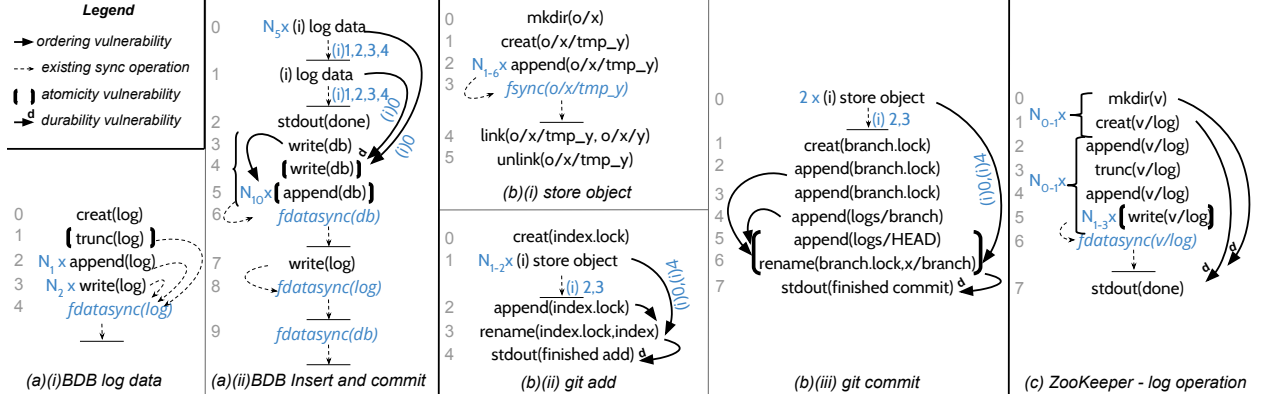 Legend
ordering vulnerability
existing sync operation
atomicity vulnerability
d
durability vulnerability
0 creat(log)
1 trunc(log)
2 N1 x append(log)
3 N2 x write(log)
4 fdatasync(log)
(a)(i)BDB log data
0 N5x (i) log data
(i)1,2,3,4
1 (i) log data
(i)1,2,3,4
(i)0
(i)0
2 stdout(done)
3 write(db)
d
4 write(db)
5 N10x append(db)
6 fdatasync(db)
7 write(log)
8 fdatasync(log)
9 fdatasync(db)
(a)(ii)BDB Insert and commit
0 mkdir(o/x)
1 creat(o/x/tmp_y)
2 N1-6x append(o/x/tmp_y)
3 fsync(o/x/tmp_y)
4 link(o/x/tmp_y, o/x/y)
5 unlink(o/x/tmp_y)
(b)(i) store object
0 creat(index.lock)
1 N1-2x (i) store object
(i) 2,3
(i)0,(i)4
2 append(index.lock)
3 rename(index.lock,index)
4 stdout(finished add) d
(b)(ii) git add
0 2 x (i) store object
(i) 2,3
(i)0,(i)4
1 creat(branch.lock)
2 append(branch.lock)
3 append(branch.lock)
4 append(logs/branch)
5 append(logs/HEAD)
6 rename(branch.lock,x/branch)
7 stdout(finished commit) d
(b)(iii) git commit
0 mkdir(v)
N0-1x
1 creat(v/log)
2 append(v/log)
3 trunc(v/log)
N0-1x
4 append(v/log)
5 N1-3x write(v/log)
6 fdatasync(v/log)
d d
7 stdout(done)
(c) ZooKeeper - log operation